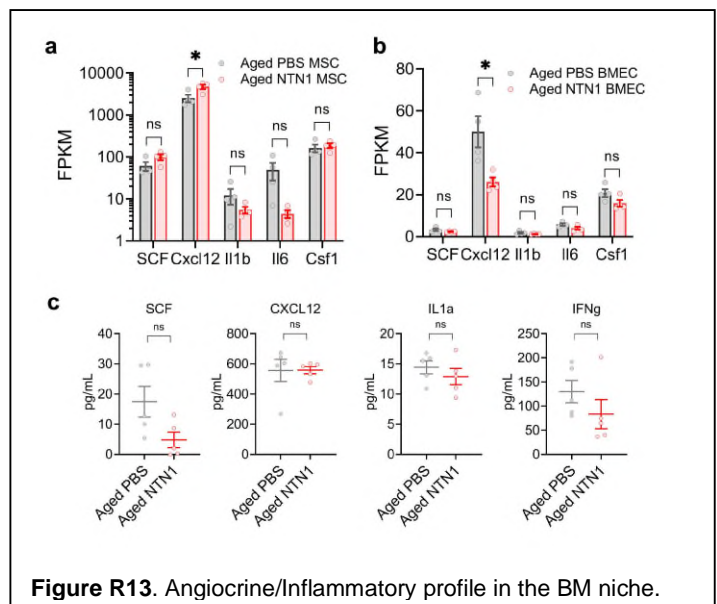 a
*
Aged PBS MSC
Aged NTN1 MSC
FPKM
10000
1000
100
10
1
ns
ns
ns
ns
SCF Cxcl12 Il1b Il6 Csf1
b
*
Aged PBS BMEC
Aged NTN1 BMEC
FPKM
80
60
40
20
0
ns
ns
ns
ns
SCF Cxcl12 Il1b Il6 Csf1
c
SCF
ns
pg/mL
40
30
20
10
0
Aged PBS
Aged NTN1
CXCL12
ns
pg/mL
800
600
400
200
0
Aged PBS
Aged NTN1
IL1a
ns
pg/mL
20
15
10
5
0
Aged PBS
Aged NTN1
IFNg
ns
pg/mL
250
200
150
100
50
0
Aged PBS
Aged NTN1
Figure R13. Angiocrine/Inflammatory profile in the BM niche.